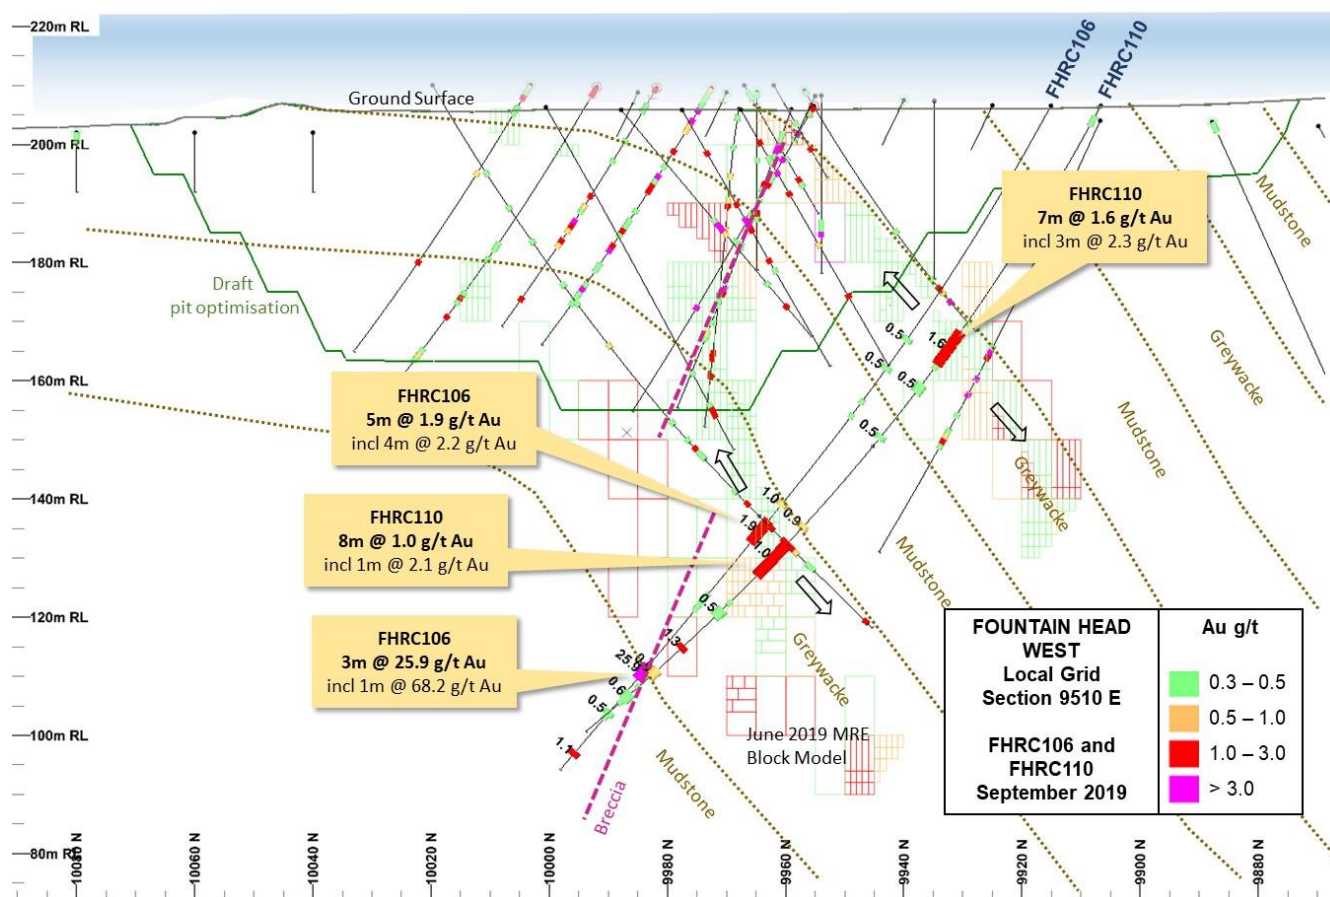 220m RL
200m RL
180m RL
160m RL
140m RL
120m RL
100m RL
80m RL
Ground Surface
FHRC106
FHRC110
FHRC110
7m @ 1.6 g/t Au
incl 3m @ 2.3 g/t Au
Draft
pit optimisation
FHRC106
5m @ 1.9 g/t Au
incl 4m @ 2.2 g/t Au
FHRC110
8m @ 1.0 g/t Au
incl 1m @ 2.1 g/t Au
FHRC106
3m @ 25.9 g/t Au
incl 1m @ 68.2 g/t Au
Mudstone
Greywacke
Mudstone
Greywacke
Mudstone
Greywacke
Mudstone
Breccia
0.5
0.5
1.6
0.5
0.5
1.0
0.9
1.9
1.0
0.5
1.3
25.9
0.6
0.5
1.1
June 2019 MRE
Block Model
FOUNTAIN HEAD
WEST
Local Grid
Section 9510 E
FHRC106 and
FHRC110
September 2019
Au g/t
0.3 – 0.5
0.5 – 1.0
1.0 – 3.0
> 3.0
10080 N
10060 N
10040 N
10020 N
10000 N
9980 N
9960 N
9940 N
9920 N
9900 N
9880 N